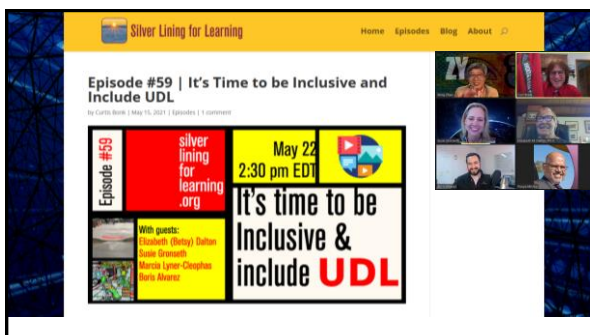 Silver Lining for Learning
Home Episodes Blog About
Episode #59 | It's Time to be Inclusive and
Include UDL
by Curtis Bonk | May 15, 2021 | Episodes | 1 comment
Episode #59
silver
lining
for
learning
.org
May 22
2:30 pm EDT
With guests:
Elizabeth (Betsy) Dalton
Susie Gronseth
Marcia Lyner-Cleophas
Boris Alvarez
It's time to be
Inclusive &
include UDL
ZY